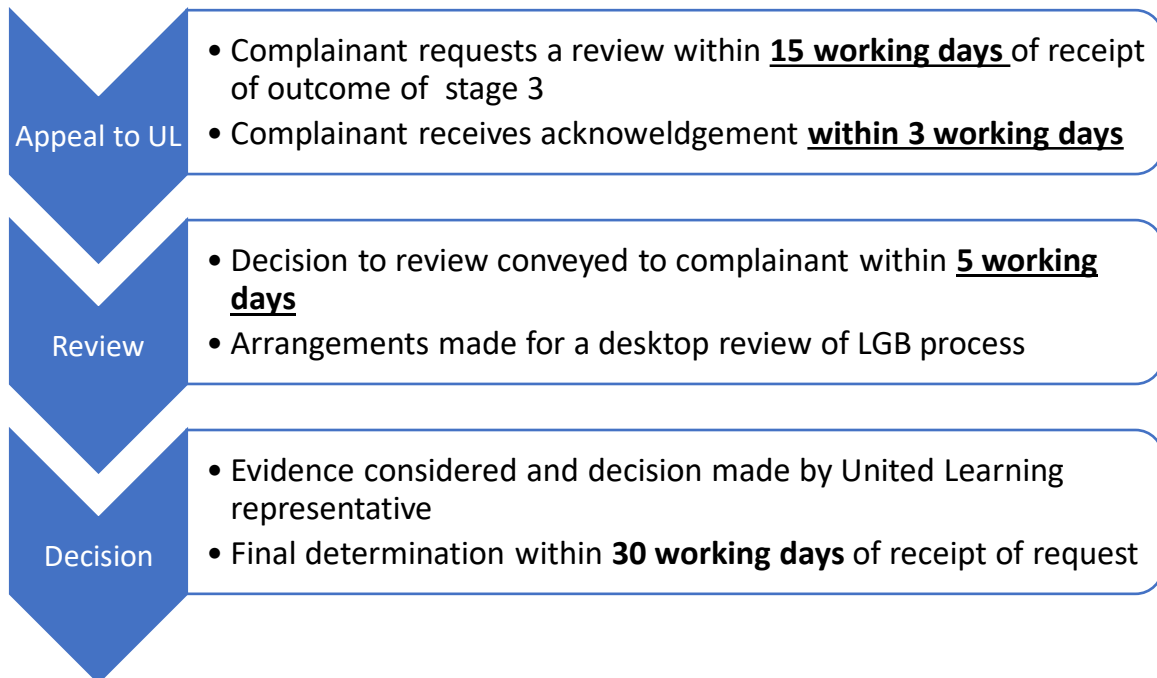 Appeal to UL
• Complainant requests a review within 15 working days of receipt
of outcome of  stage 3
• Complainant receives acknoweldgement within 3 working days
Review
• Decision to review conveyed to complainant within 5 working
days
• Arrangements made for a desktop review of LGB process
Decision
• Evidence considered and decision made by United Learning
representative
• Final determination within 30 working days of receipt of request